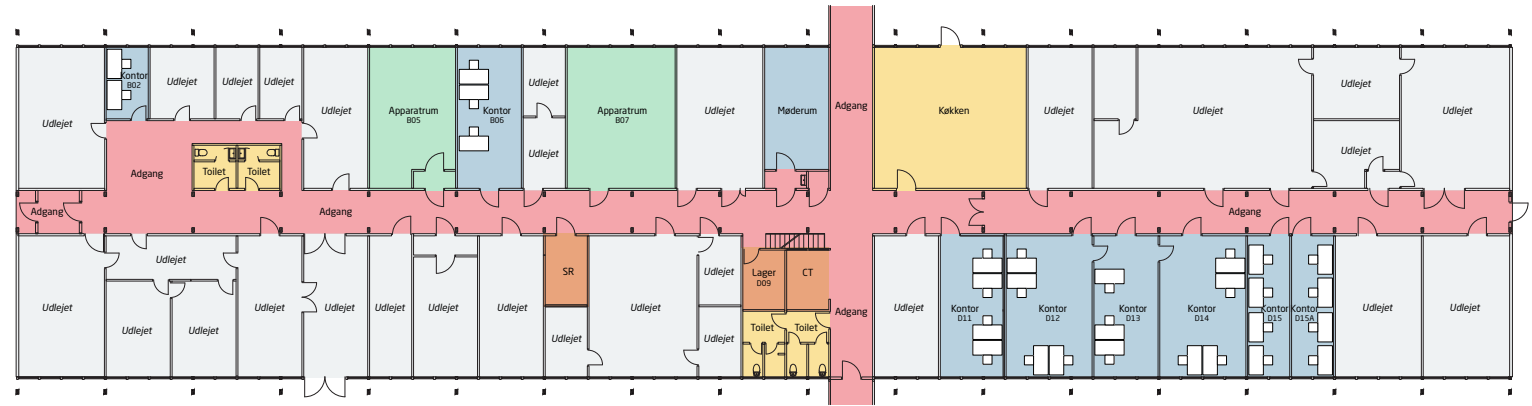 Udlejet
Kontor
B02
Udlejet
Udlejet
Udlejet
Udlejet
Apparatrum
B05
Kontor
B06
Udlejet
Udlejet
Apparatrum
B07
Udlejet
Møderum
Adgang
Køkken
Udlejet
Udlejet
Udlejet
Udlejet
Udlejet
Adgang
Toilet
Toilet
Adgang
Adgang
Adgang
Udlejet
Udlejet
Udlejet
Udlejet
Udlejet
Udlejet
Udlejet
Udlejet
Udlejet
SR
Udlejet
Udlejet
Udlejet
Udlejet
Lager
D09
CT
Toilet
Toilet
Adgang
Udlejet
Kontor
D11
Kontor
D12
Kontor
D13
Kontor
D14
Kontor
D15
Kontor
D15A
Udlejet
Udlejet